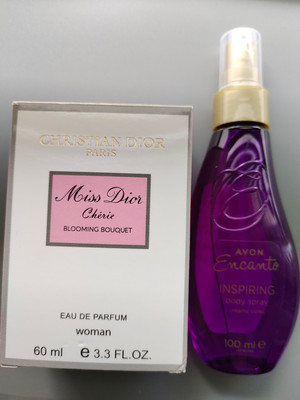 CHRISTIAN D'OR
PARIS
Miss Dior
Chérie
BLOOMING BOUQUET
EAU DE PARFUM
woman
60 ml e 3.3 FL.OZ.
AVON
Encanto
INSPIRING
body spray
100 ml e